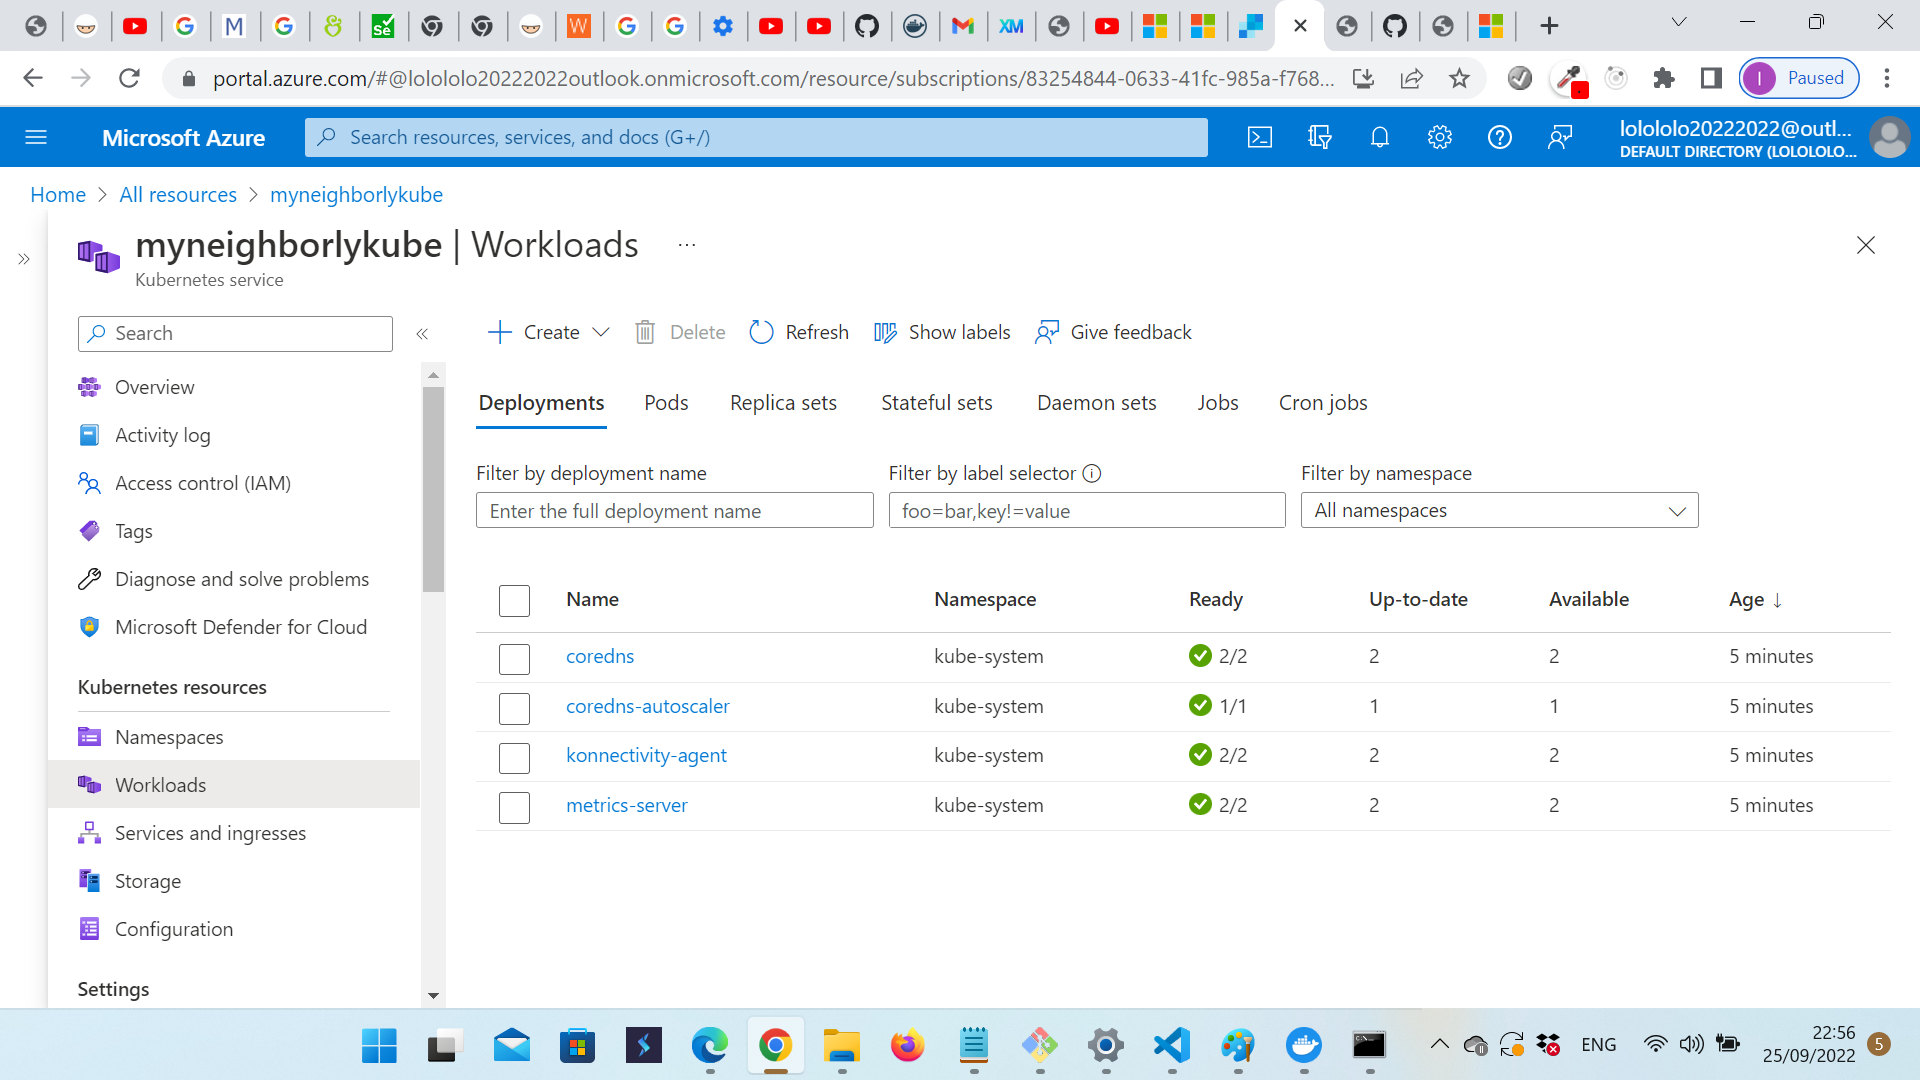 portal.azure.com/#@lolololo20222022outlook.onmicrosoft.com/resource/subscriptions/83254844-0633-41fc-985a-f768...
I
Paused
Microsoft Azure
Search resources, services, and docs (G+/)
lolololo20222022@outl...
DEFAULT DIRECTORY (LOLOLOLO...
Home > All resources > myneighborlykube
myneighborlykube | Workloads ...
Kubernetes service
Search
Create
Delete
Refresh
Show labels
Give feedback
Overview
Activity log
Access control (IAM)
Tags
Diagnose and solve problems
Microsoft Defender for Cloud
Kubernetes resources
Namespaces
Workloads
Services and ingresses
Storage
Configuration
Settings
Deployments Pods Replica sets Stateful sets Daemon sets Jobs Cron jobs
Filter by deployment name
Enter the full deployment name
Filter by label selector
foo=bar,key!=value
Filter by namespace
All namespaces
Name Namespace Ready Up-to-date Available Age ↓
coredns kube-system 2/2 2 2 5 minutes
coredns-autoscaler kube-system 1/1 1 1 5 minutes
konnectivity-agent kube-system 2/2 2 2 5 minutes
metrics-server kube-system 2/2 2 2 5 minutes
ENG
22:56
25/09/2022
5